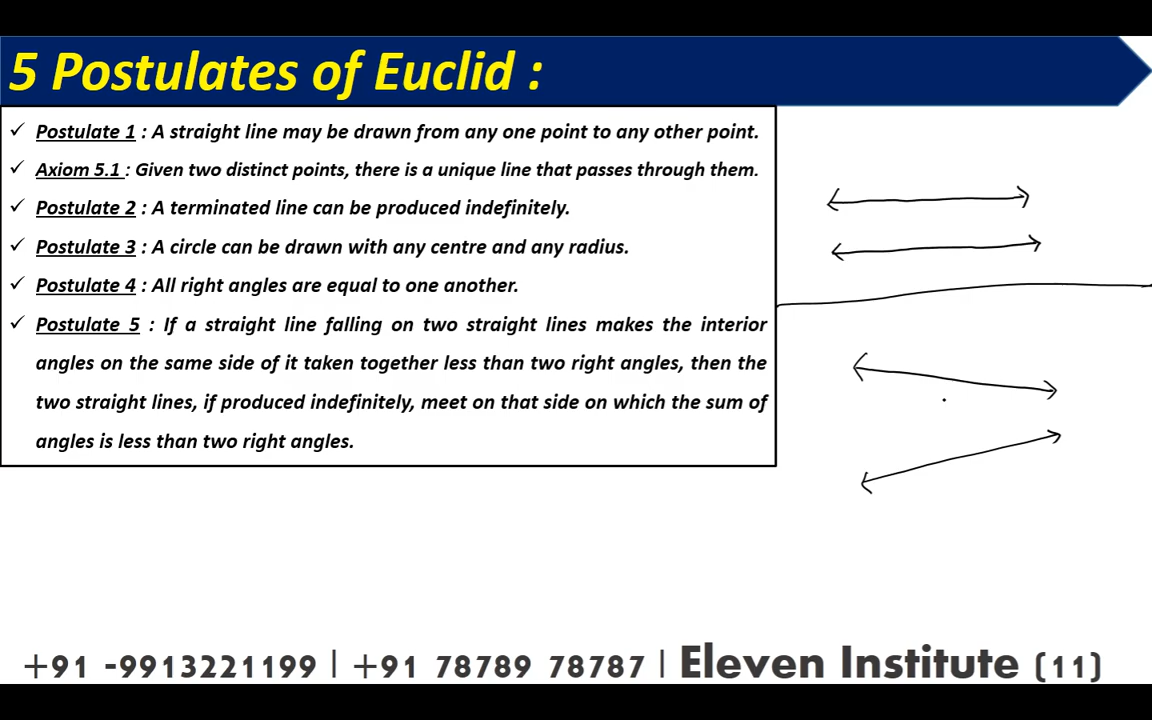 5 Postulates of Euclid :
✓ Postulate 1 : A straight line may be drawn from any one point to any other point.
✓ Axiom 5.1 : Given two distinct points, there is a unique line that passes through them.
✓ Postulate 2 : A terminated line can be produced indefinitely.
✓ Postulate 3 : A circle can be drawn with any centre and any radius.
✓ Postulate 4 : All right angles are equal to one another.
✓ Postulate 5 : If a straight line falling on two straight lines makes the interior
angles on the same side of it taken together less than two right angles, then the
two straight lines, if produced indefinitely, meet on that side on which the sum of
angles is less than two right angles.
+91 -9913221199 | +91 78789 78787 | Eleven Institute (11)